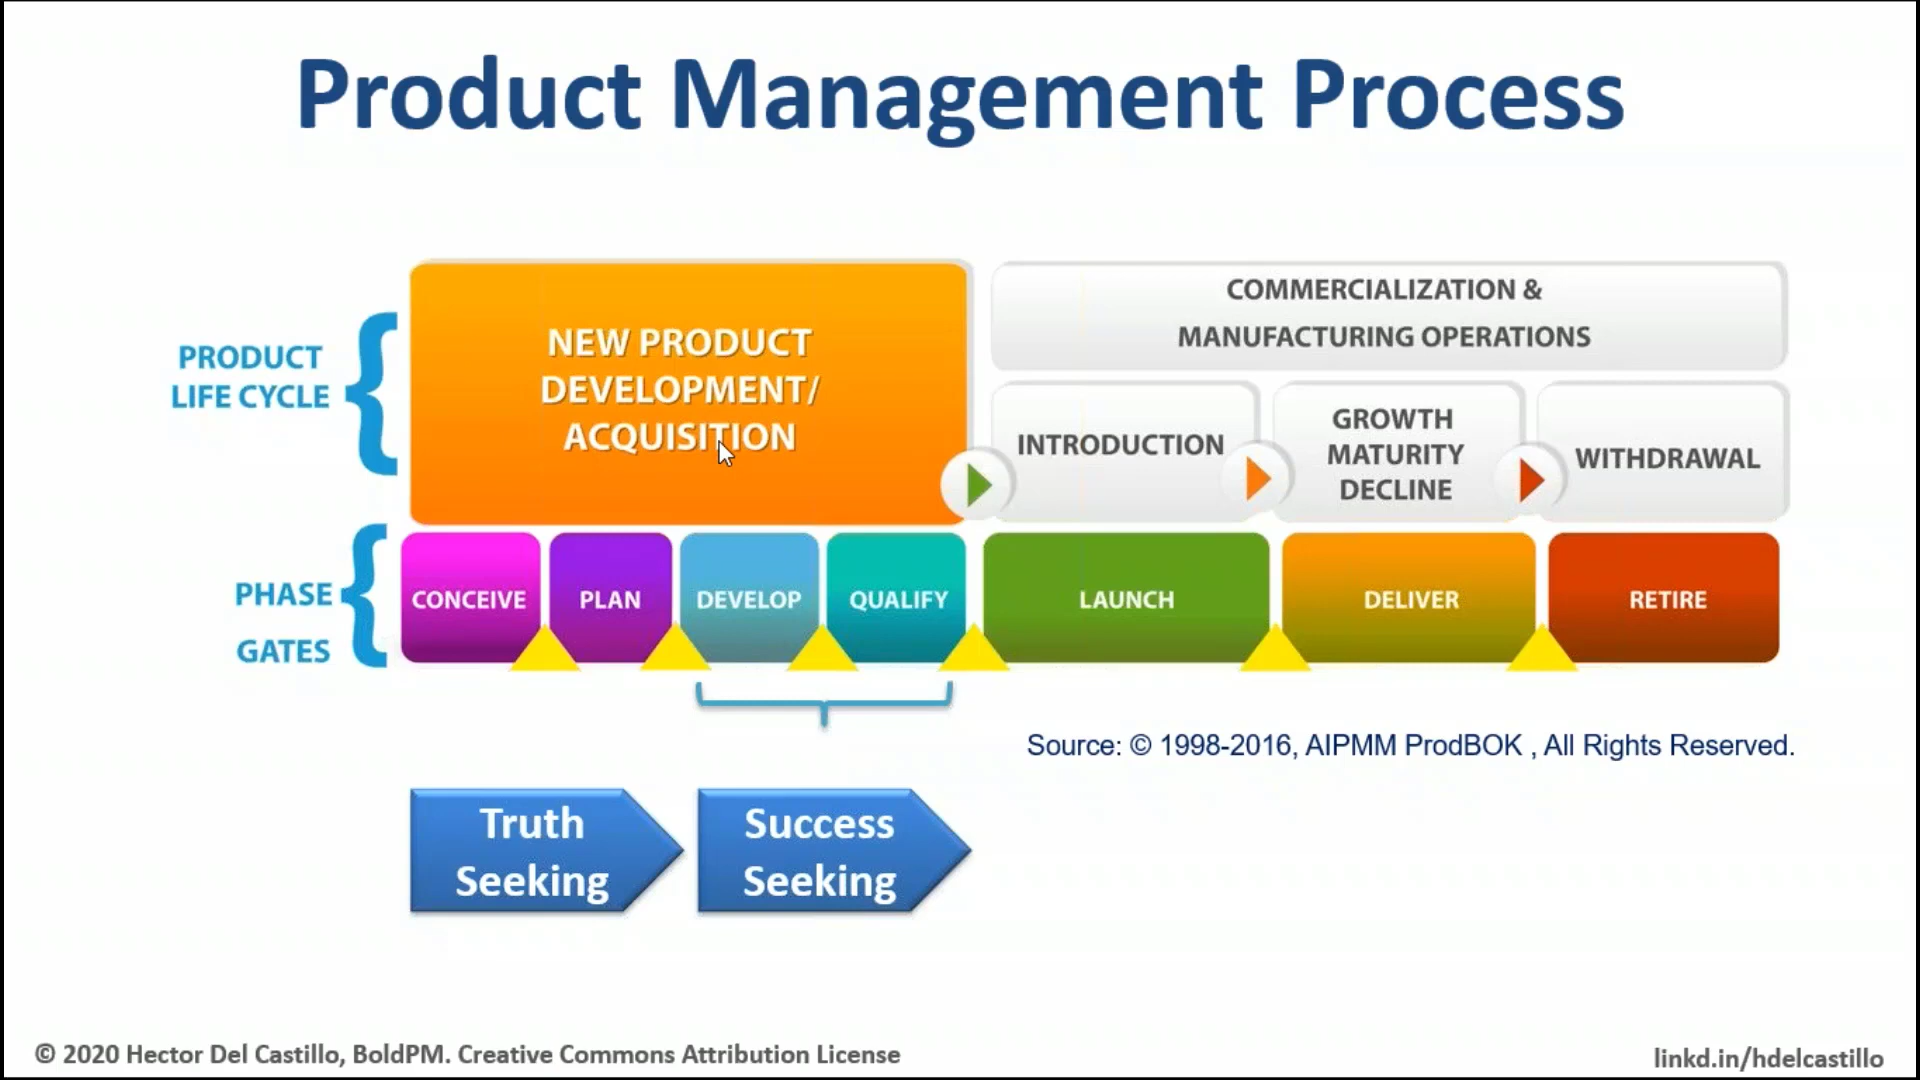 Product Management Process
PRODUCT
LIFE CYCLE
NEW PRODUCT
DEVELOPMENT/
ACQUISITION
COMMERCIALIZATION &
MANUFACTURING OPERATIONS
INTRODUCTION
GROWTH
MATURITY
DECLINE
WITHDRAWAL
PHASE
GATES
CONCEIVE
PLAN
DEVELOP
QUALIFY
LAUNCH
DELIVER
RETIRE
Source: © 1998-2016, AIPMM ProdBOK , All Rights Reserved.
Truth
Seeking
Success
Seeking
© 2020 Hector Del Castillo, BoldPM. Creative Commons Attribution License
linkd.in/hdelcastillo